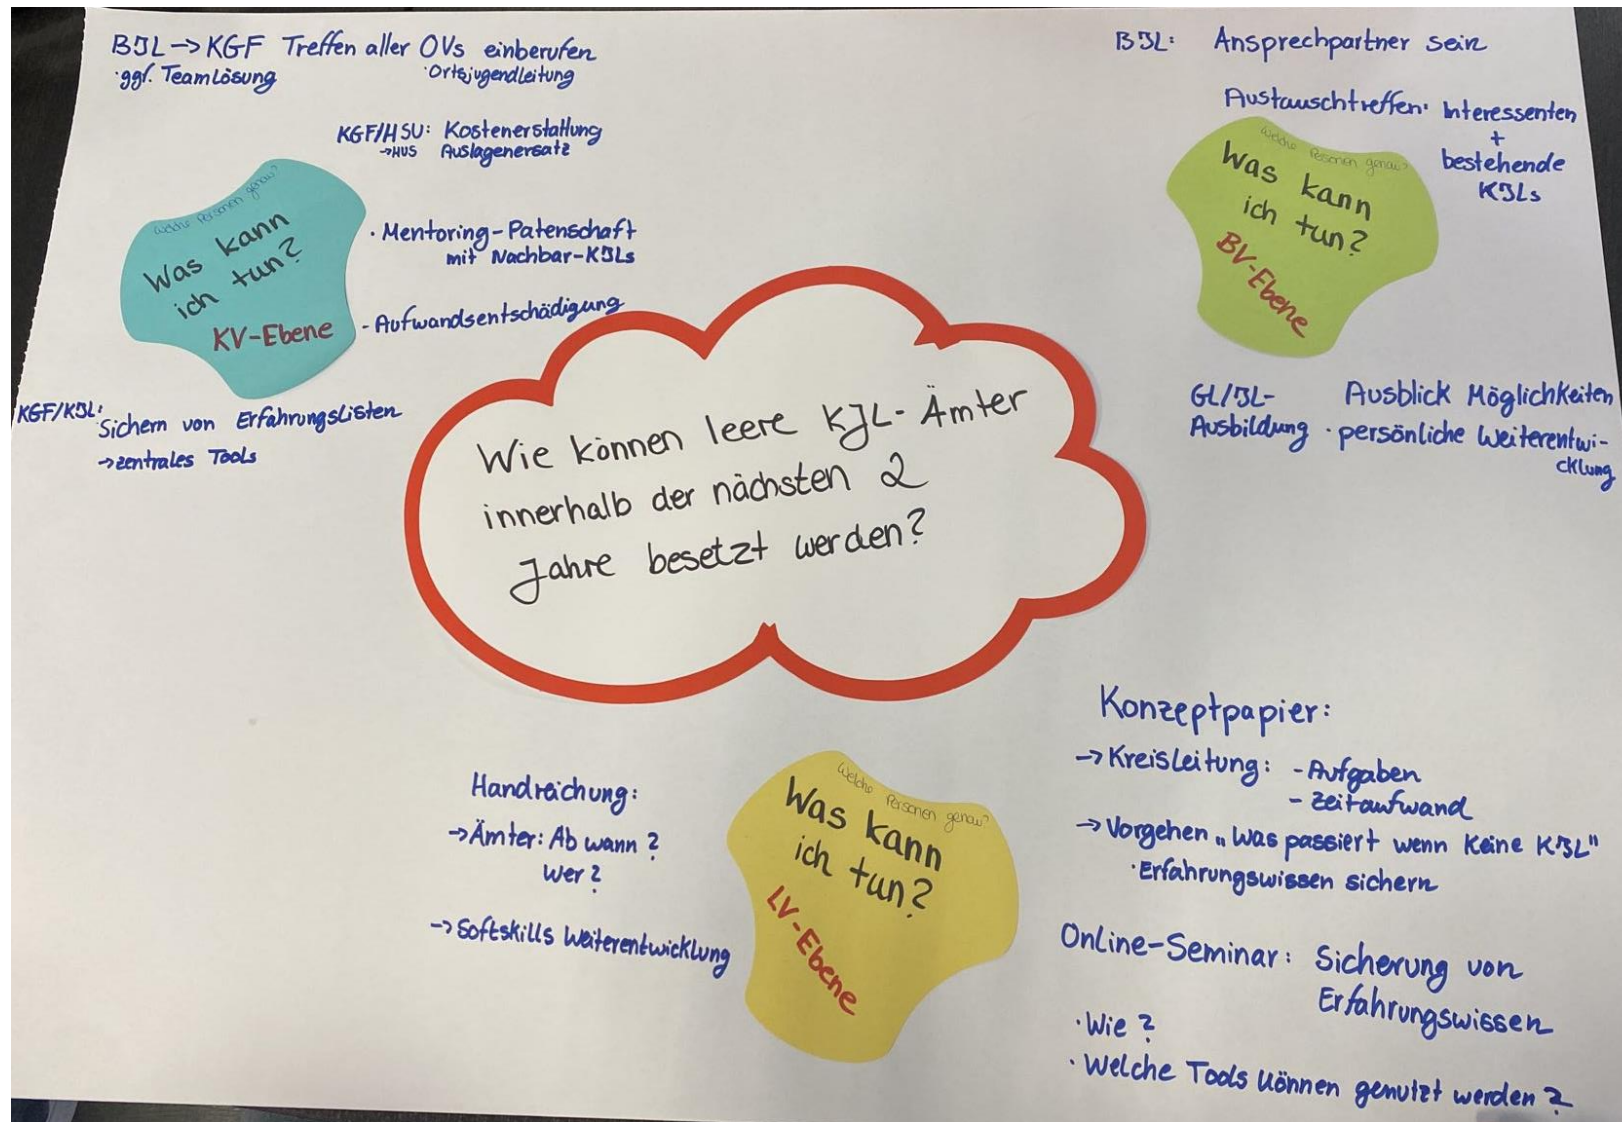 BJL → KGF Treffen aller OVs einberufen
· ggf. Teamlösung · Ortsjugendleitung
KGF/HSU: Kostenerstattung
→ HUS Auslagenersatz
Welche Personen genau?
Was kann
ich tun?
KV-Ebene
· Mentoring-Patenschaft
mit Nachbar-KJLs
- Aufwandsentschädigung
KGF/KJL:
Sichern von Erfahrungslisten
→ zentrales Tools
BJL: Ansprechpartner sein
Austauschtreffen: Interessenten
+
bestehende
KJLs
Welche Personen genau?
Was kann
ich tun?
BV-Ebene
GL/JL- Ausblick Möglichkeiten
Ausbildung · persönliche Weiterentwi-
cklung
Wie können leere KJL-Ämter
innerhalb der nächsten 2
Jahre besetzt werden?
Handreichung:
→ Ämter: Ab wann?
Wer?
→ Softskills Weiterentwicklung
Welche Personen genau?
Was kann
ich tun?
LV-Ebene
Konzeptpapier:
→ Kreisleitung: - Aufgaben
- Zeitaufwand
→ Vorgehen „Was passiert wenn keine KJL"
· Erfahrungswissen sichern
Online-Seminar: Sicherung von
Erfahrungswissen
· Wie?
· Welche Tools können genutzt werden?